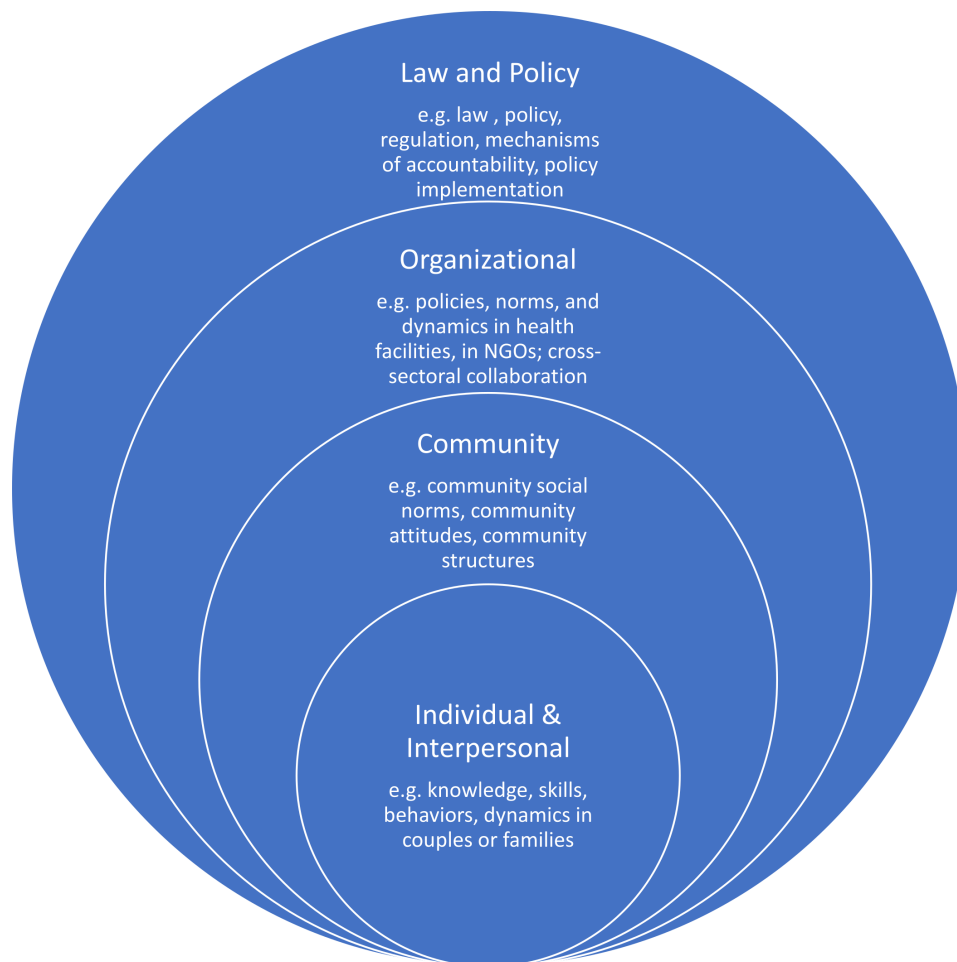 Law and Policy
e.g. law , policy,
regulation, mechanisms
of accountability, policy
implementation
Organizational
e.g. policies, norms, and
dynamics in health
facilities, in NGOs; cross-
sectoral collaboration
Community
e.g. community social
norms, community
attitudes, community
structures
Individual &
Interpersonal
e.g. knowledge, skills,
behaviors, dynamics in
couples or families